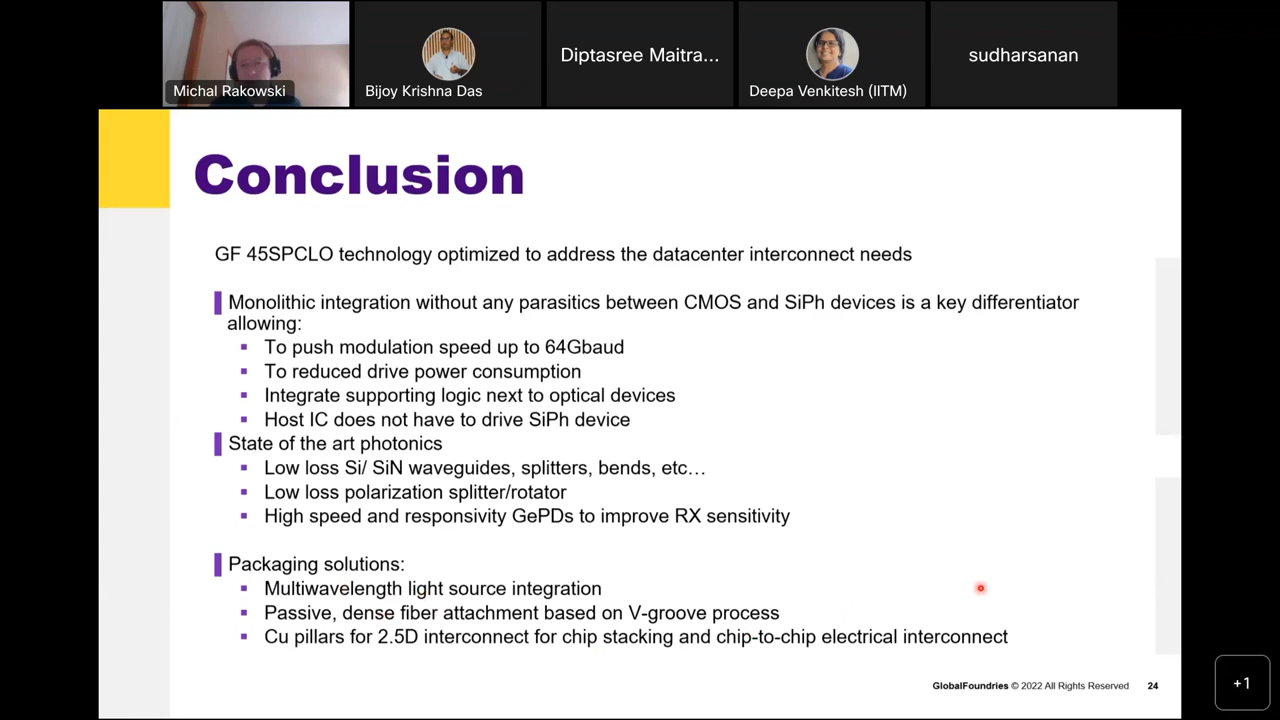 Michal Rakowski
Bijoy Krishna Das
Diptasree Maitra...
Deepa Venkitesh (IITM)
sudharsanan
Conclusion
GF 45SPCLO technology optimized to address the datacenter interconnect needs
Monolithic integration without any parasitics between CMOS and SiPh devices is a key differentiator
allowing:
▪ To push modulation speed up to 64Gbaud
▪ To reduced drive power consumption
▪ Integrate supporting logic next to optical devices
▪ Host IC does not have to drive SiPh device
State of the art photonics
▪ Low loss Si/ SiN waveguides, splitters, bends, etc…
▪ Low loss polarization splitter/rotator
▪ High speed and responsivity GePDs to improve RX sensitivity
Packaging solutions:
▪ Multiwavelength light source integration
▪ Passive, dense fiber attachment based on V-groove process
▪ Cu pillars for 2.5D interconnect for chip stacking and chip-to-chip electrical interconnect
GlobalFoundries © 2022 All Rights Reserved 24
+1